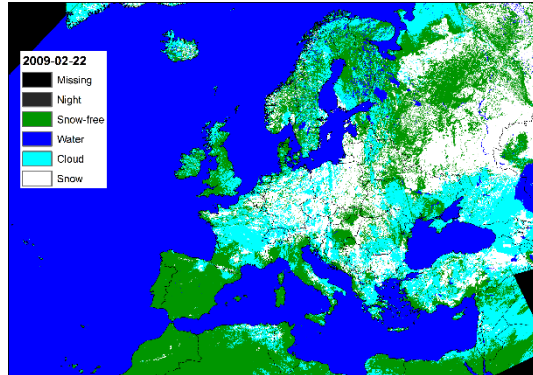 2009-02-22
Missing
Night
Snow-free
Water
Cloud
Snow